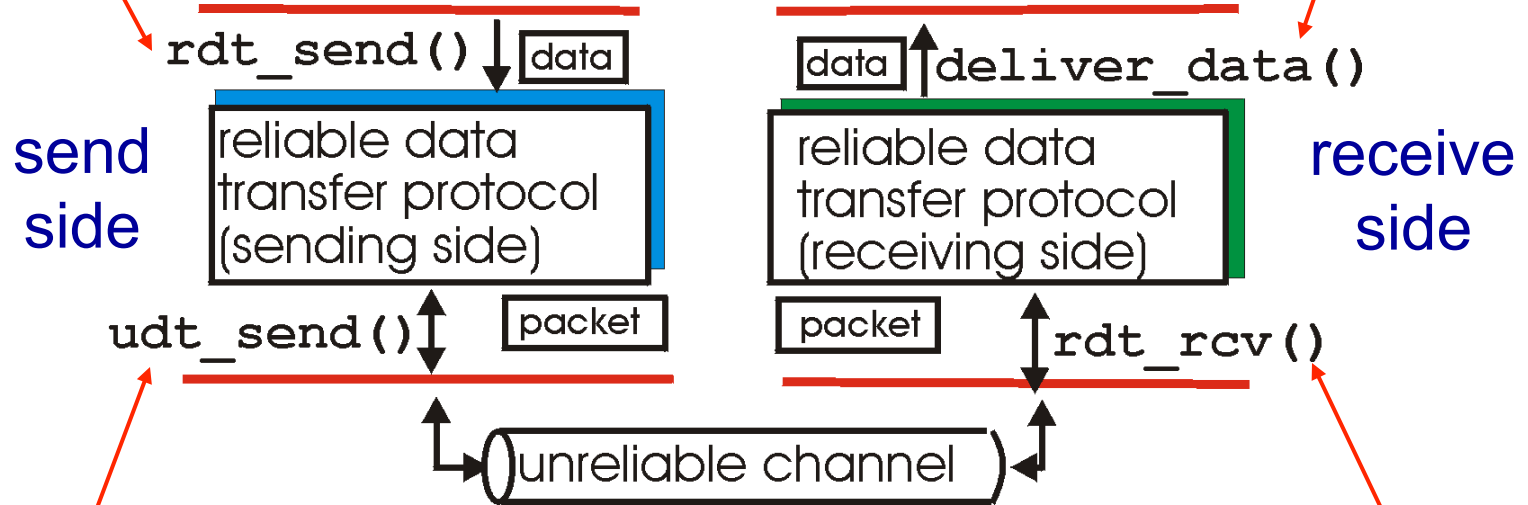 rdt_send()
data
data
deliver_data()
send
side
reliable data
transfer protocol
(sending side)
reliable data
transfer protocol
(receiving side)
receive
side
udt_send()
packet
packet
rdt_rcv()
unreliable channel